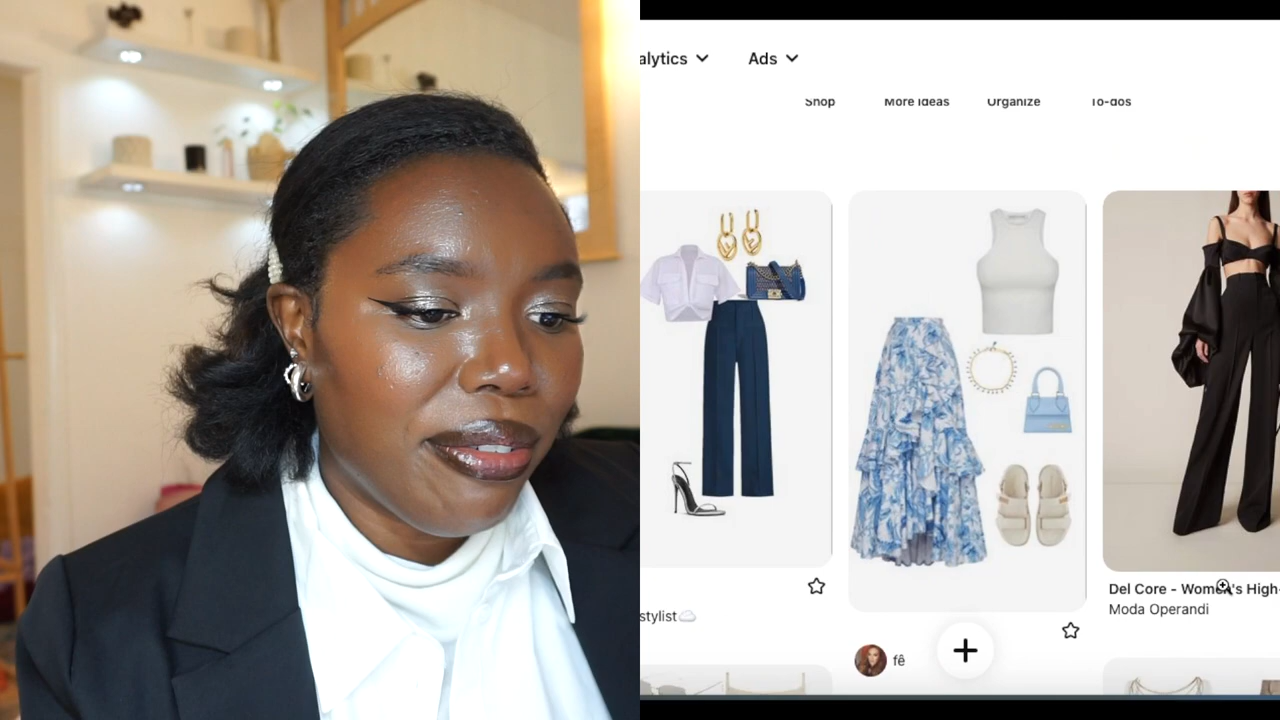 alytics
Ads
Shop
More ideas
Organize
To-dos
stylist☁️
fê
Del Core - Women's High-
Moda Operandi